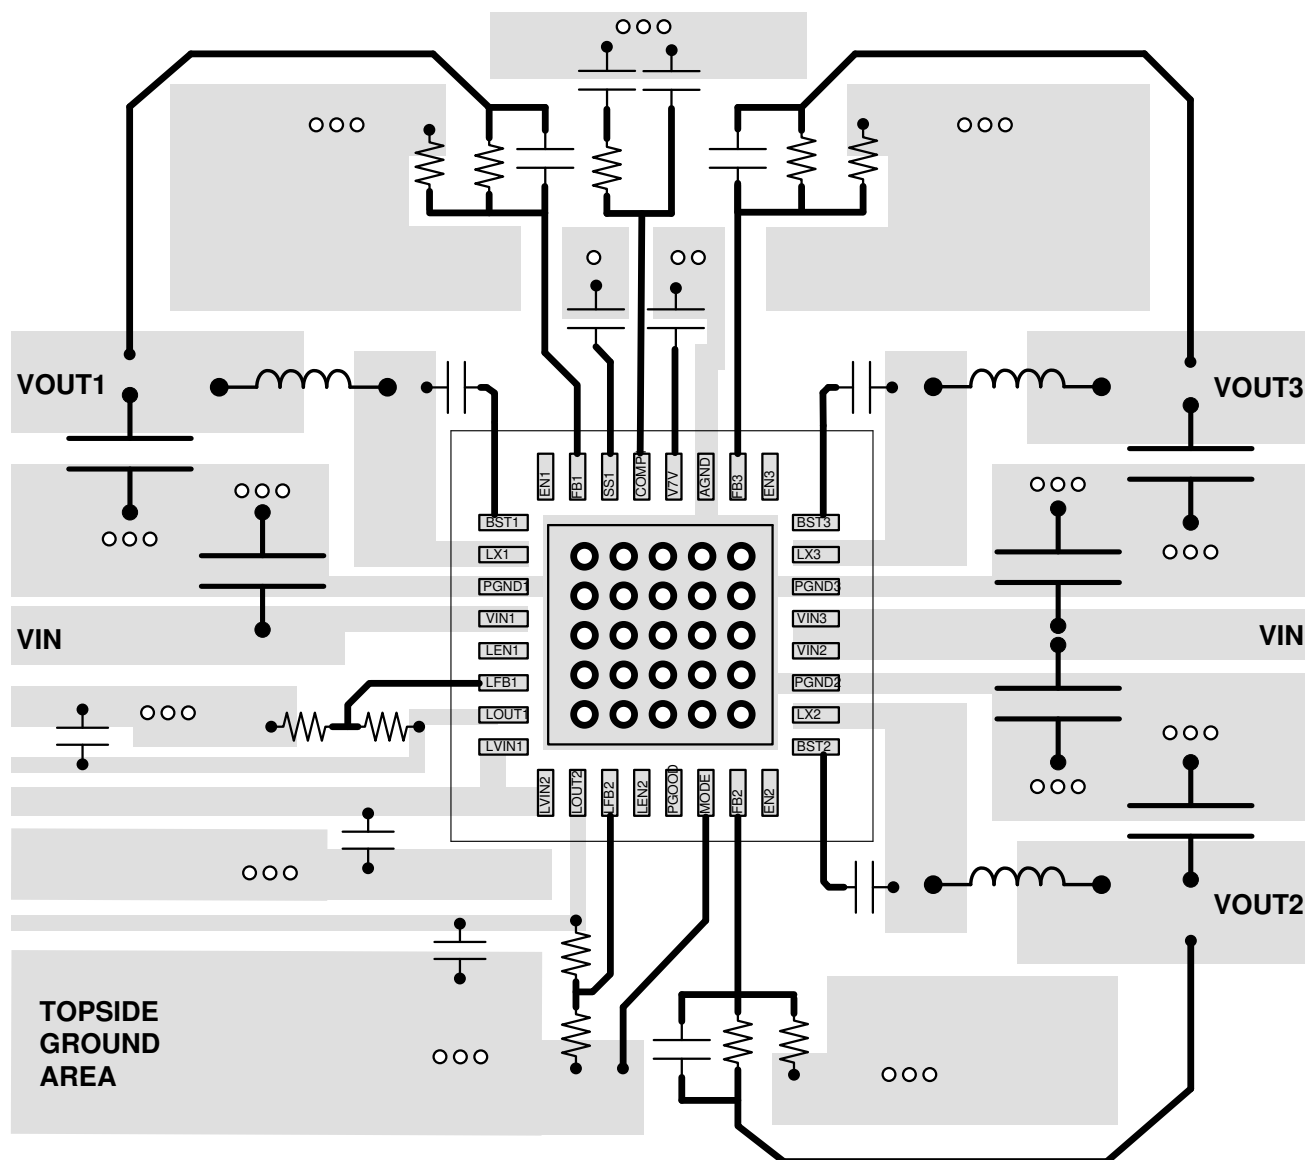 VOUT1
VOUT3
EN1
FB1
SS1
COMP
V7V
AGND
FB3
EN3
BST1
BST3
LX1
LX3
PGND1
PGND3
VIN
VIN1
VIN3
VIN
LEN1
VIN2
LFB1
PGND2
LOUT1
LX2
LVIN1
BST2
LVIN2
LOUT2
LFB2
LEN2
PGOOD
MODE
FB2
EN2
VOUT2
TOPSIDE
GROUND
AREA